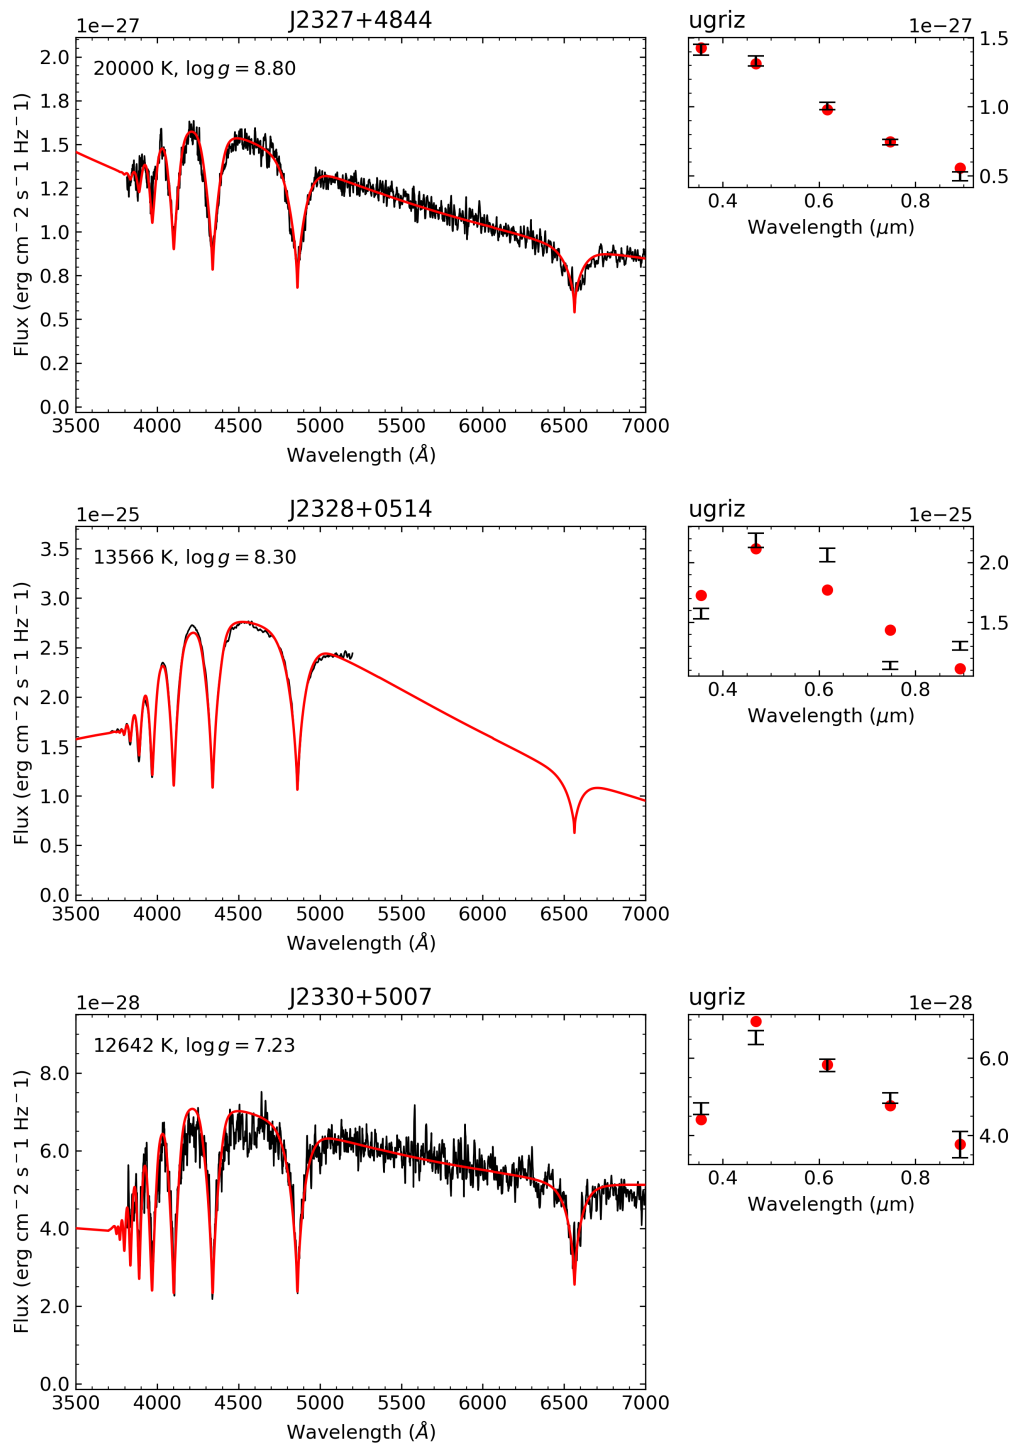 J2327+4844
1e−27
20000 K, log g = 8.80
2.0
1.8
1.5
1.2
1.0
0.8
0.5
0.2
0.0
Flux (erg cm−2 s−1 Hz−1)
3500 4000 4500 5000 5500 6000 6500 7000
Wavelength (Å)
ugriz
1e−27
1.5
1.0
0.5
0.4 0.6 0.8
Wavelength (μm)
J2328+0514
1e−25
13566 K, log g = 8.30
3.5
3.0
2.5
2.0
1.5
1.0
0.5
0.0
Flux (erg cm−2 s−1 Hz−1)
3500 4000 4500 5000 5500 6000 6500 7000
Wavelength (Å)
ugriz
1e−25
2.0
1.5
0.4 0.6 0.8
Wavelength (μm)
J2330+5007
1e−28
12642 K, log g = 7.23
8.0
6.0
4.0
2.0
0.0
Flux (erg cm−2 s−1 Hz−1)
3500 4000 4500 5000 5500 6000 6500 7000
Wavelength (Å)
ugriz
1e−28
6.0
4.0
0.4 0.6 0.8
Wavelength (μm)